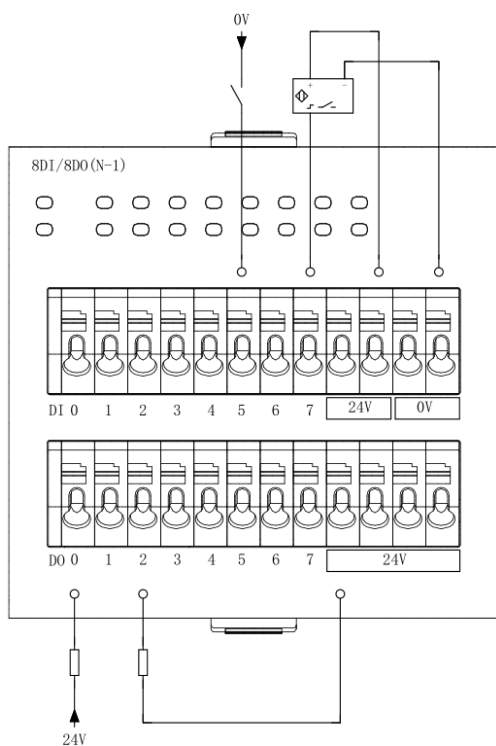 0V
+ -
8DI/8DO(N-1)
DI 0 1 2 3 4 5 6 7 24V 0V
DO 0 1 2 3 4 5 6 7 24V
24V